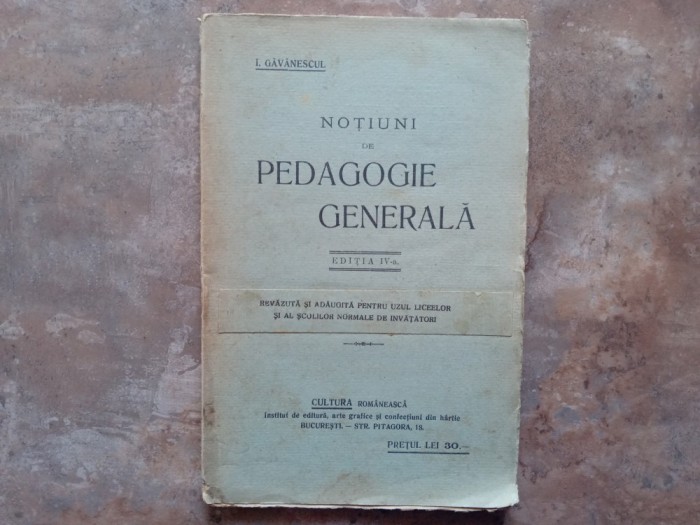 I. GĂVĂNESCUL
NOȚIUNI
DE
PEDAGOGIE
GENERALĂ
EDIȚIA IV-a.
REVĂZUTĂ ȘI ADĂUGITĂ PENTRU UZUL LICEELOR
ȘI AL ȘCOLILOR NORMALE DE INVĂȚĂTORI
CULTURA ROMÂNEASCĂ
Institut de editură, arte grafice și confecțiuni din hârtie
BUCUREȘTI. — STR. PITAGORA, 18.
PREȚUL LEI 30.—